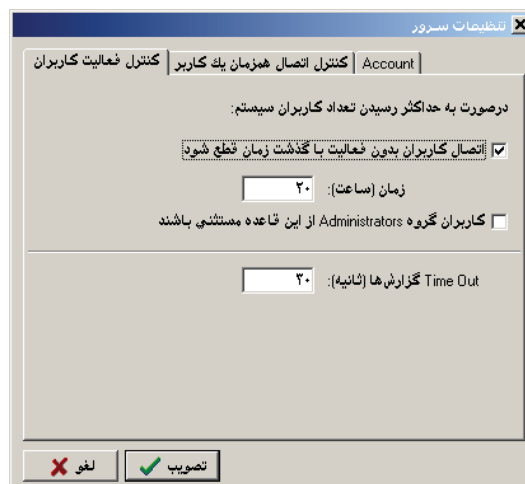 تنظیمات سرور
Account
کنترل اتصال همزمان یك کاربر
کنترل فعالیت کاربران
درصورت به حداکثر رسیدن تعداد کاربران سیستم:
اتصال کاربران بدون فعالیت با گذشت زمان قطع شود
زمان (ساعت): ۲۰
کاربران گروه Administrators از این قاعده مستثني باشند
Time Out گزارش‌ها (ثانیه): ۳۰
تصویب
لغو